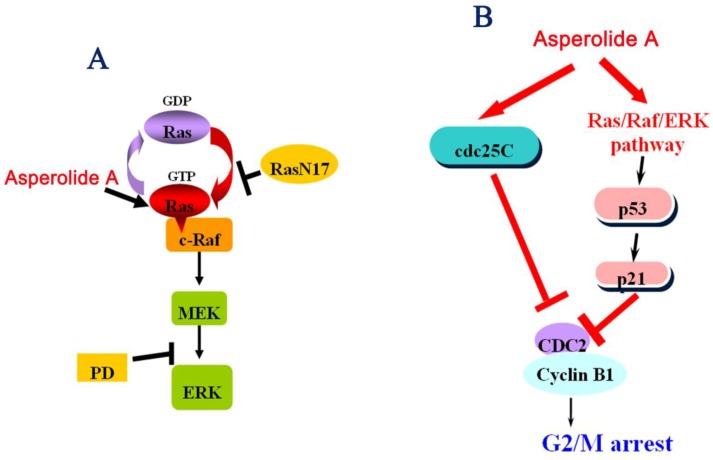 A
GDP
Ras
Asperolide A
GTP
Ras
RasN17
c-Raf
MEK
PD
ERK
B
Asperolide A
cdc25C
Ras/Raf/ERK
pathway
p53
p21
CDC2
Cyclin B1
G2/M arrest